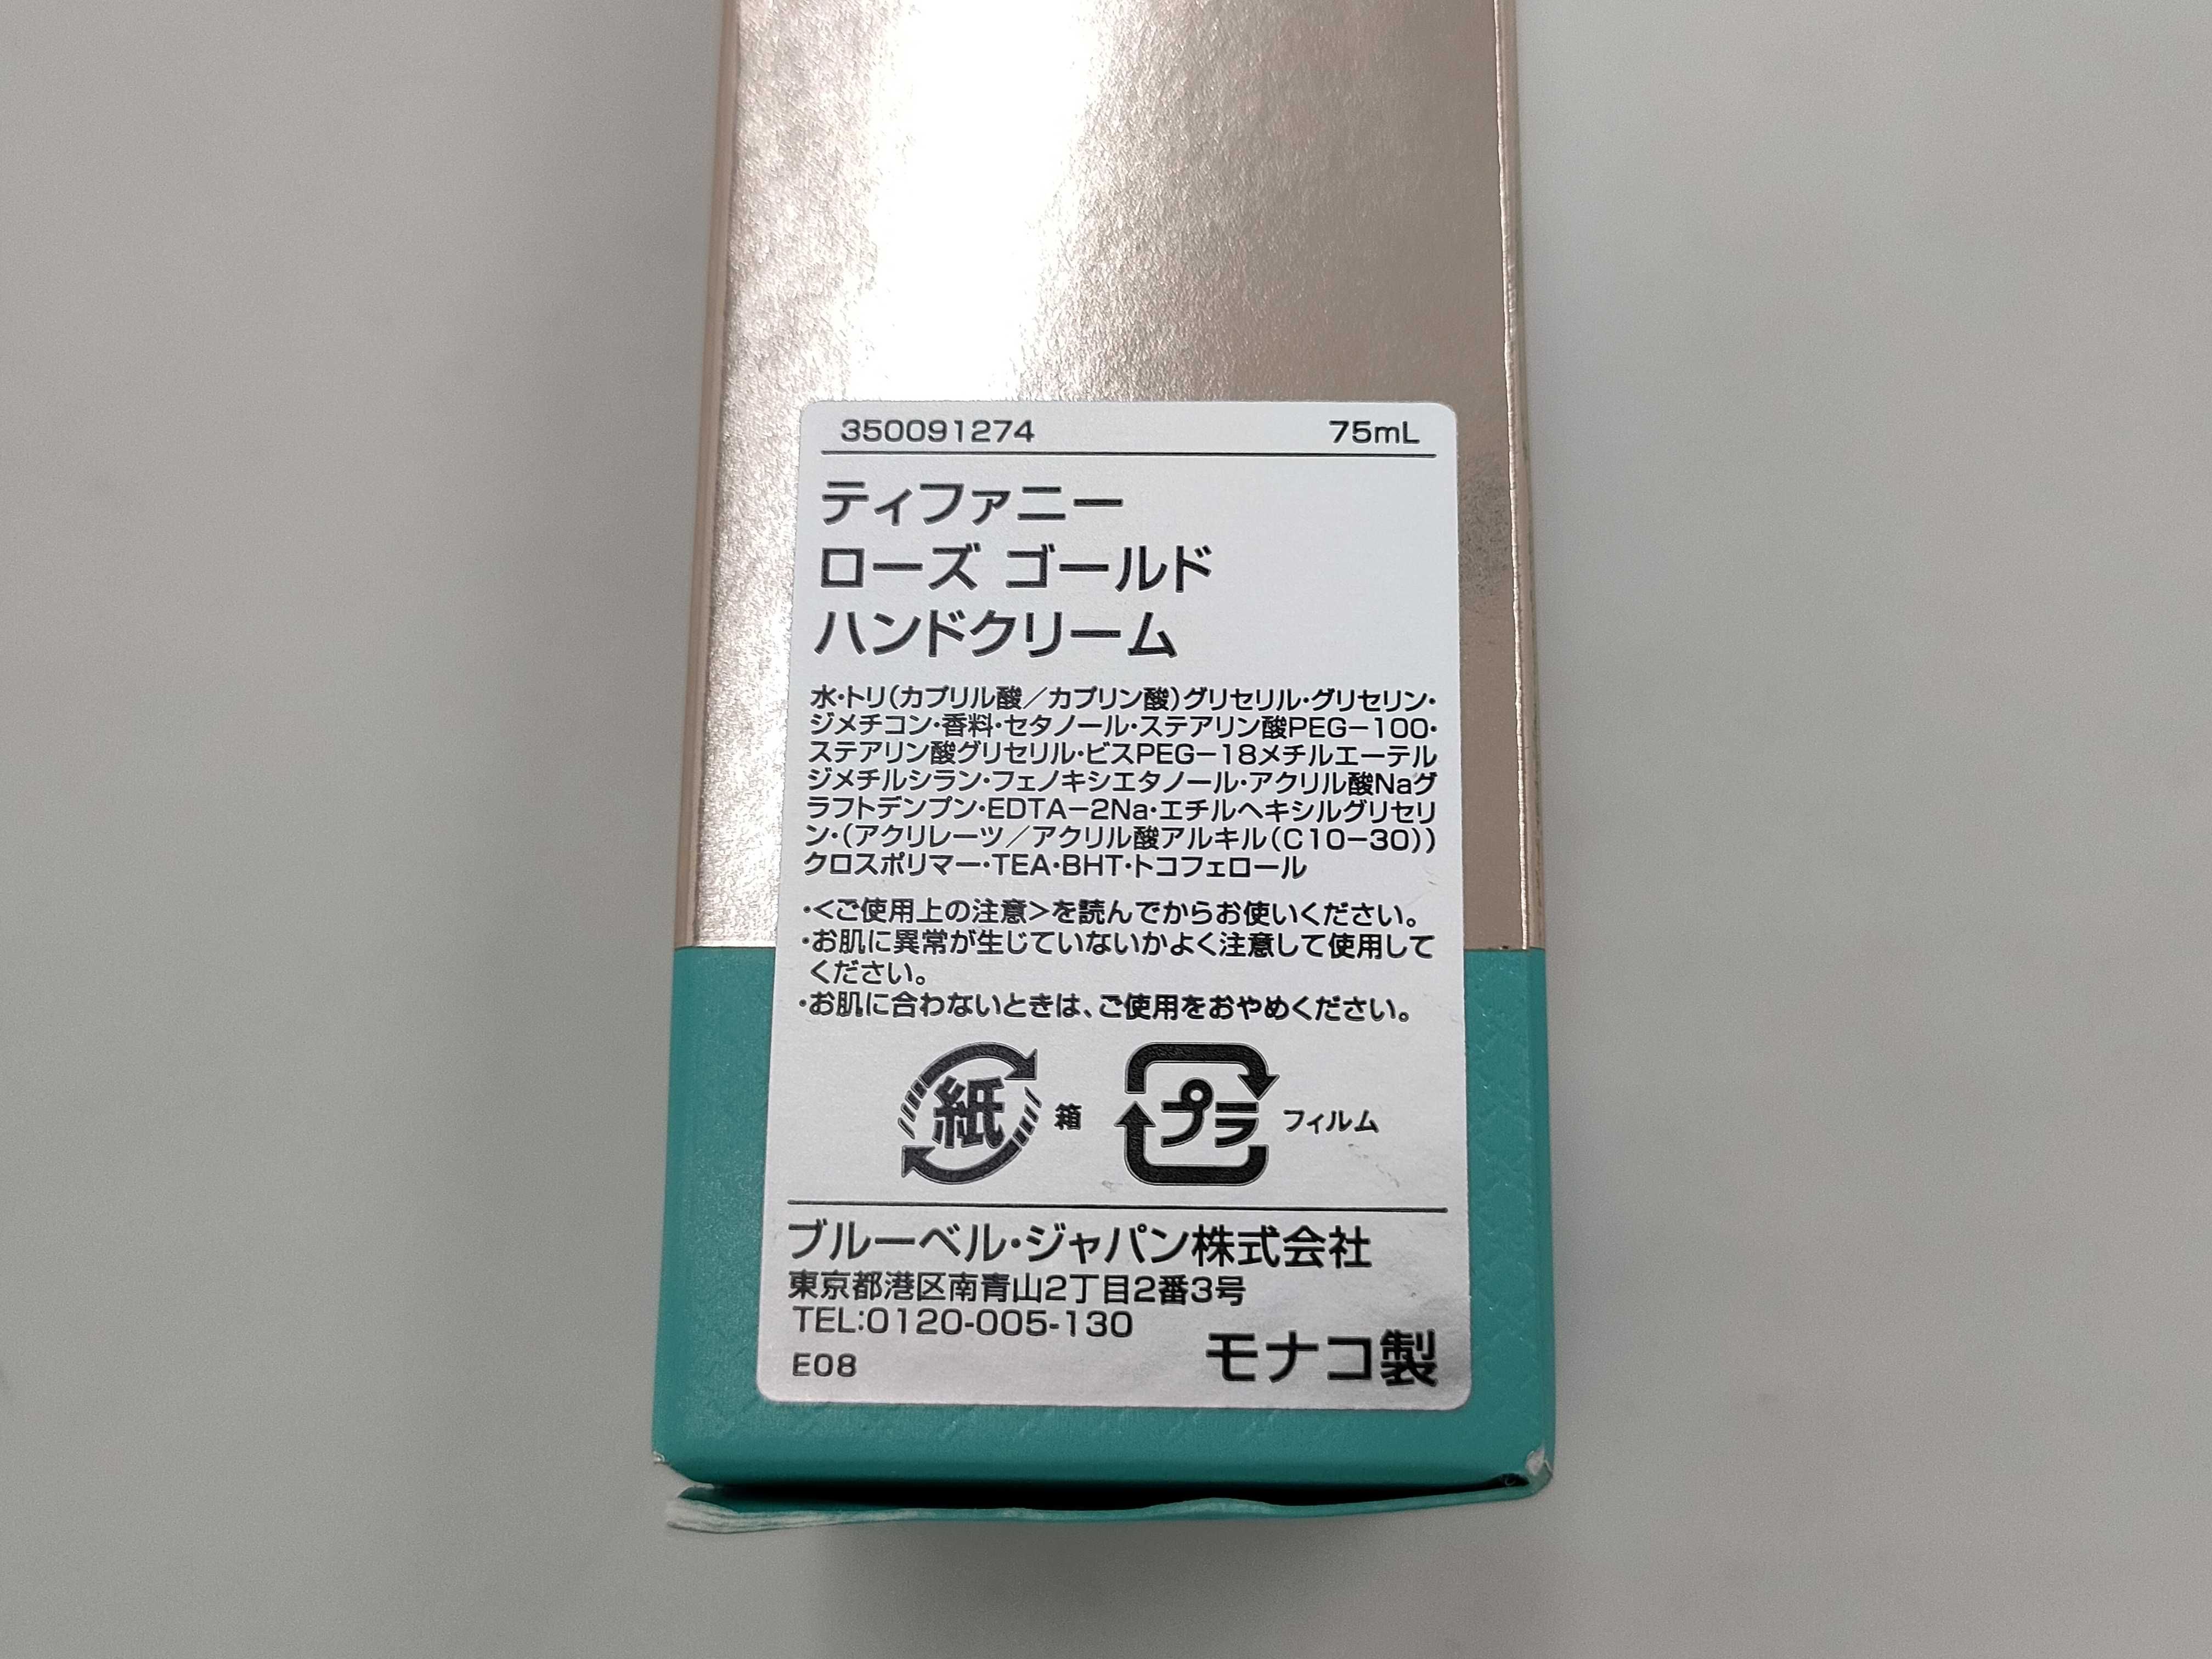 350091274 75mL
ティファニー
ローズ ゴールド
ハンドクリーム
水・トリ(カプリル酸／カプリン酸)グリセリル・グリセリン・
ジメチコン・香料・セタノール・ステアリン酸PEG－100・
ステアリン酸グリセリル・ビスPEG－18メチルエーテル
ジメチルシラン・フェノキシエタノール・アクリル酸Naグ
ラフトデンプン・EDTA－2Na・エチルヘキシルグリセリ
ン・(アクリレーツ／アクリル酸アルキル(C10－30))
クロスポリマー・TEA・BHT・トコフェロール
・<ご使用上の注意>を読んでからお使いください。
・お肌に異常が生じていないかよく注意して使用して
ください。
・お肌に合わないときは、ご使用をおやめください。
紙 箱 プラ フィルム
ブルーベル・ジャパン株式会社
東京都港区南青山2丁目2番3号
TEL:0120-005-130
E08 モナコ製